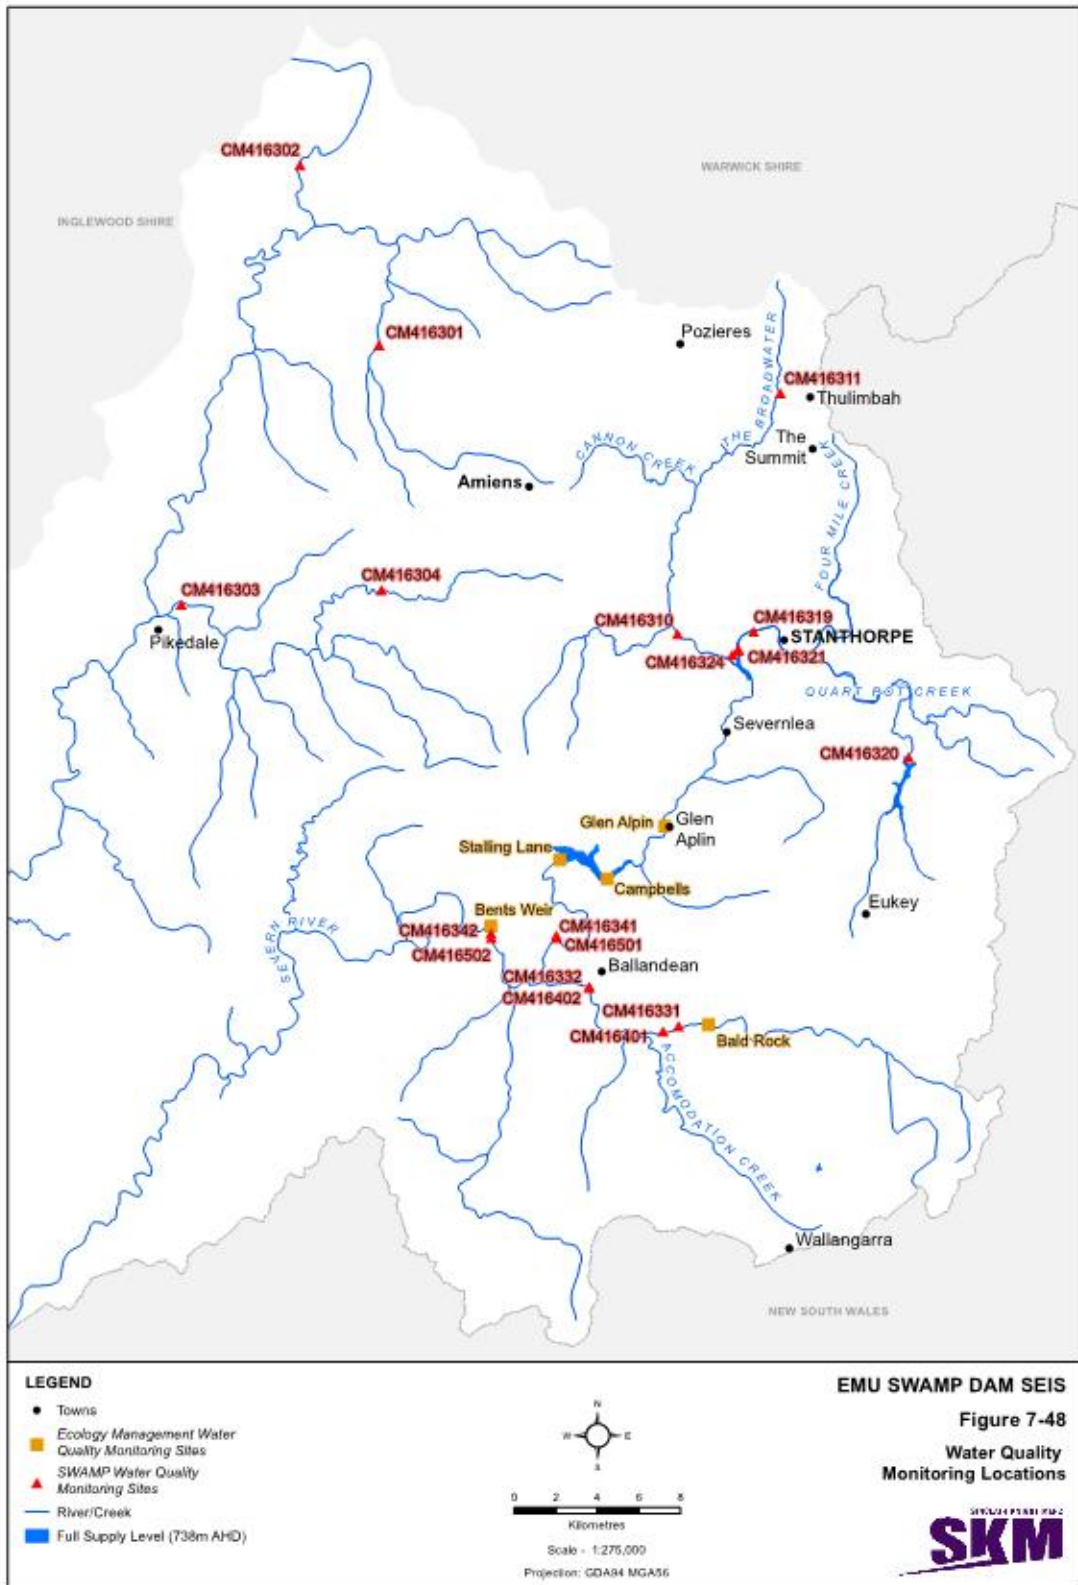 CM416302
WARWICK SHIRE
INGLEWOOD SHIRE
CM416301
Pozieres
THE BROADWATER
CM416311
Thulimbah
CANNON CREEK
The
Summit
Amiens
FOUR MILE CREEK
CM416304
CM416303
Pikedale
CM416310
CM416319
STANTHORPE
CM416324
CM416321
QUART POT CREEK
Severnlea
CM416320
Glen Alpin
Glen
Aplin
Stalling Lane
Campbells
Eukey
Bents Weir
SEVERN RIVER
CM416342
CM416502
CM416341
CM416501
Ballandean
CM416332
CM416402
CM416331
CM416401
Bald Rock
ACCOMODATION CREEK
Wallangarra
NEW SOUTH WALES
LEGEND
Towns
Ecology Management Water
Quality Monitoring Sites
SWAMP Water Quality
Monitoring Sites
River/Creek
Full Supply Level (738m AHD)
N
W E
S
0 2 4 6 8
Kilometres
Scale - 1:275,000
Projection: GDA94 MGA56
EMU SWAMP DAM SEIS
Figure 7-48
Water Quality
Monitoring Locations
SINCLAIR KNIGHT MERZ
SKM